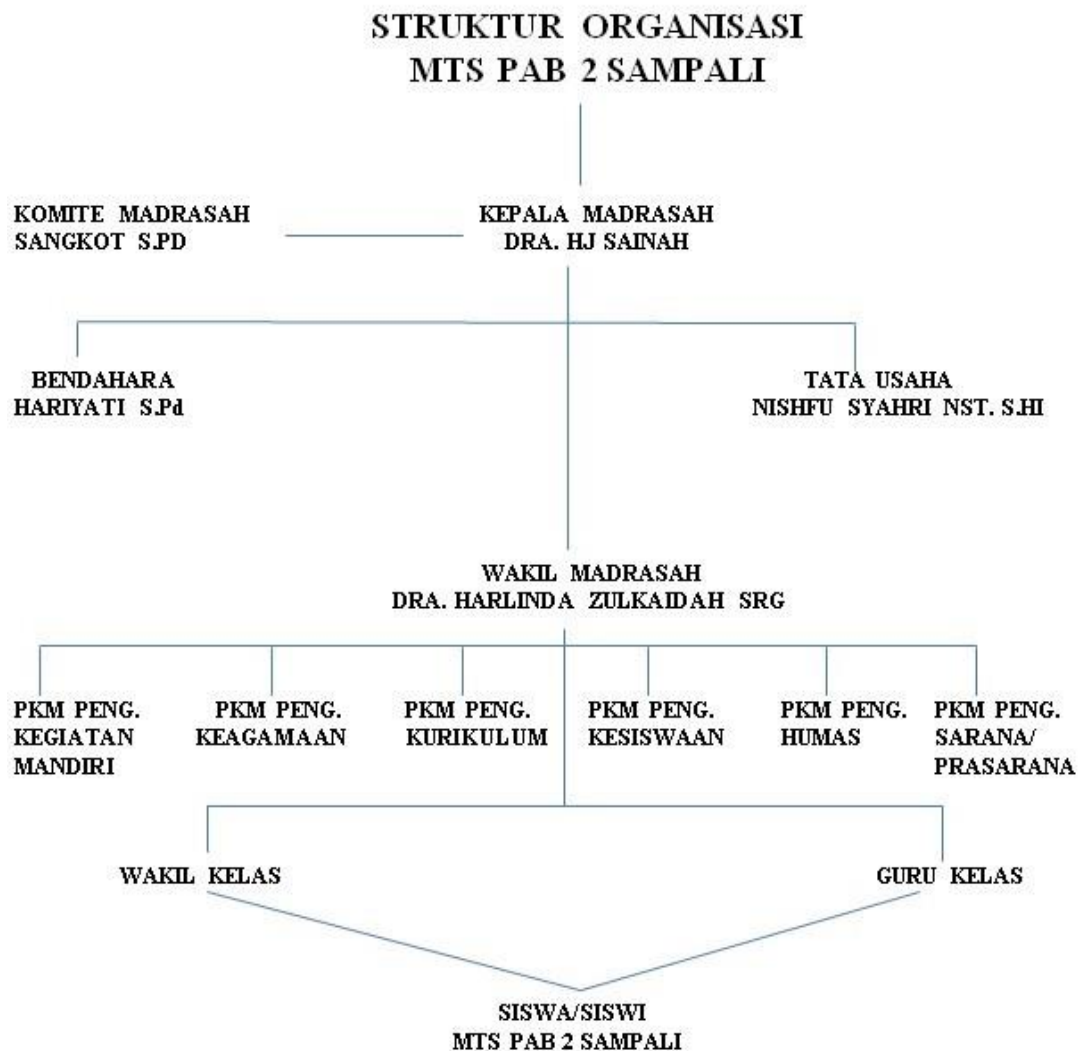 STRUKTUR ORGANISASI
MTS PAB 2 SAMPALI
KOMITE MADRASAH
SANGKOT S.PD
KEPALA MADRASAH
DRA. HJ SAINAH
BENDAHARA
HARIYATI S.Pd
TATA USAHA
NISHFU SYAHRI NST. S.HI
WAKIL MADRASAH
DRA. HARLINDA ZULKAIDAH SRG
PKM PENG.
KEGIATAN
MANDIRI
PKM PENG.
KEAGAMAAN
PKM PENG.
KURIKULUM
PKM PENG.
KESISWAAN
PKM PENG.
HUMAS
PKM PENG.
SARANA/
PRASARANA
WAKIL KELAS
GURU KELAS
SISWA/SISWI
MTS PAB 2 SAMPALI